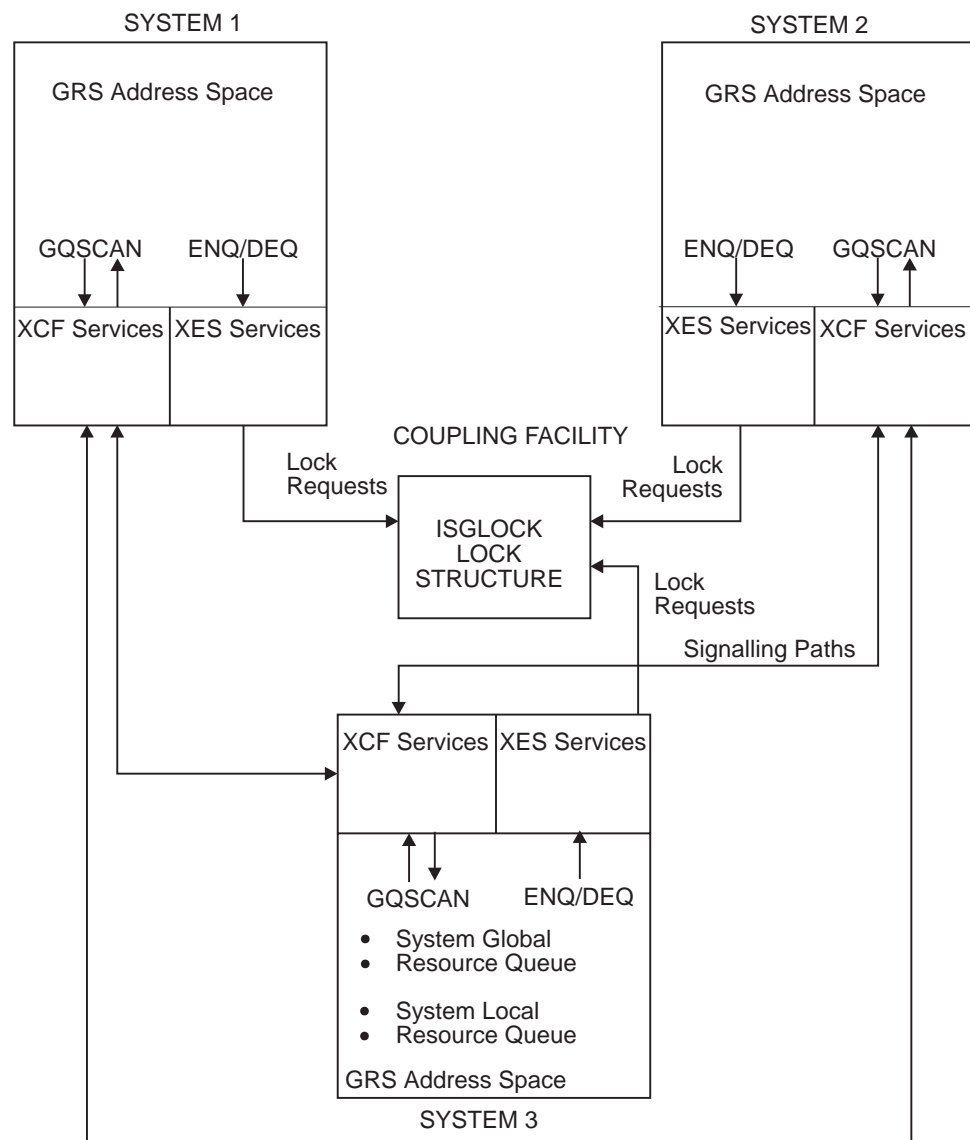 SYSTEM 1
SYSTEM 2
GRS Address Space
GRS Address Space
GQSCAN
ENQ/DEQ
ENQ/DEQ
GQSCAN
XCF Services
XES Services
XES Services
XCF Services
COUPLING FACILITY
Lock
Requests
Lock
Requests
ISGLOCK
LOCK
STRUCTURE
Lock
Requests
Signalling Paths
XCF Services
XES Services
GQSCAN
ENQ/DEQ
• System Global
• Resource Queue
• System Local
• Resource Queue
GRS Address Space
SYSTEM 3